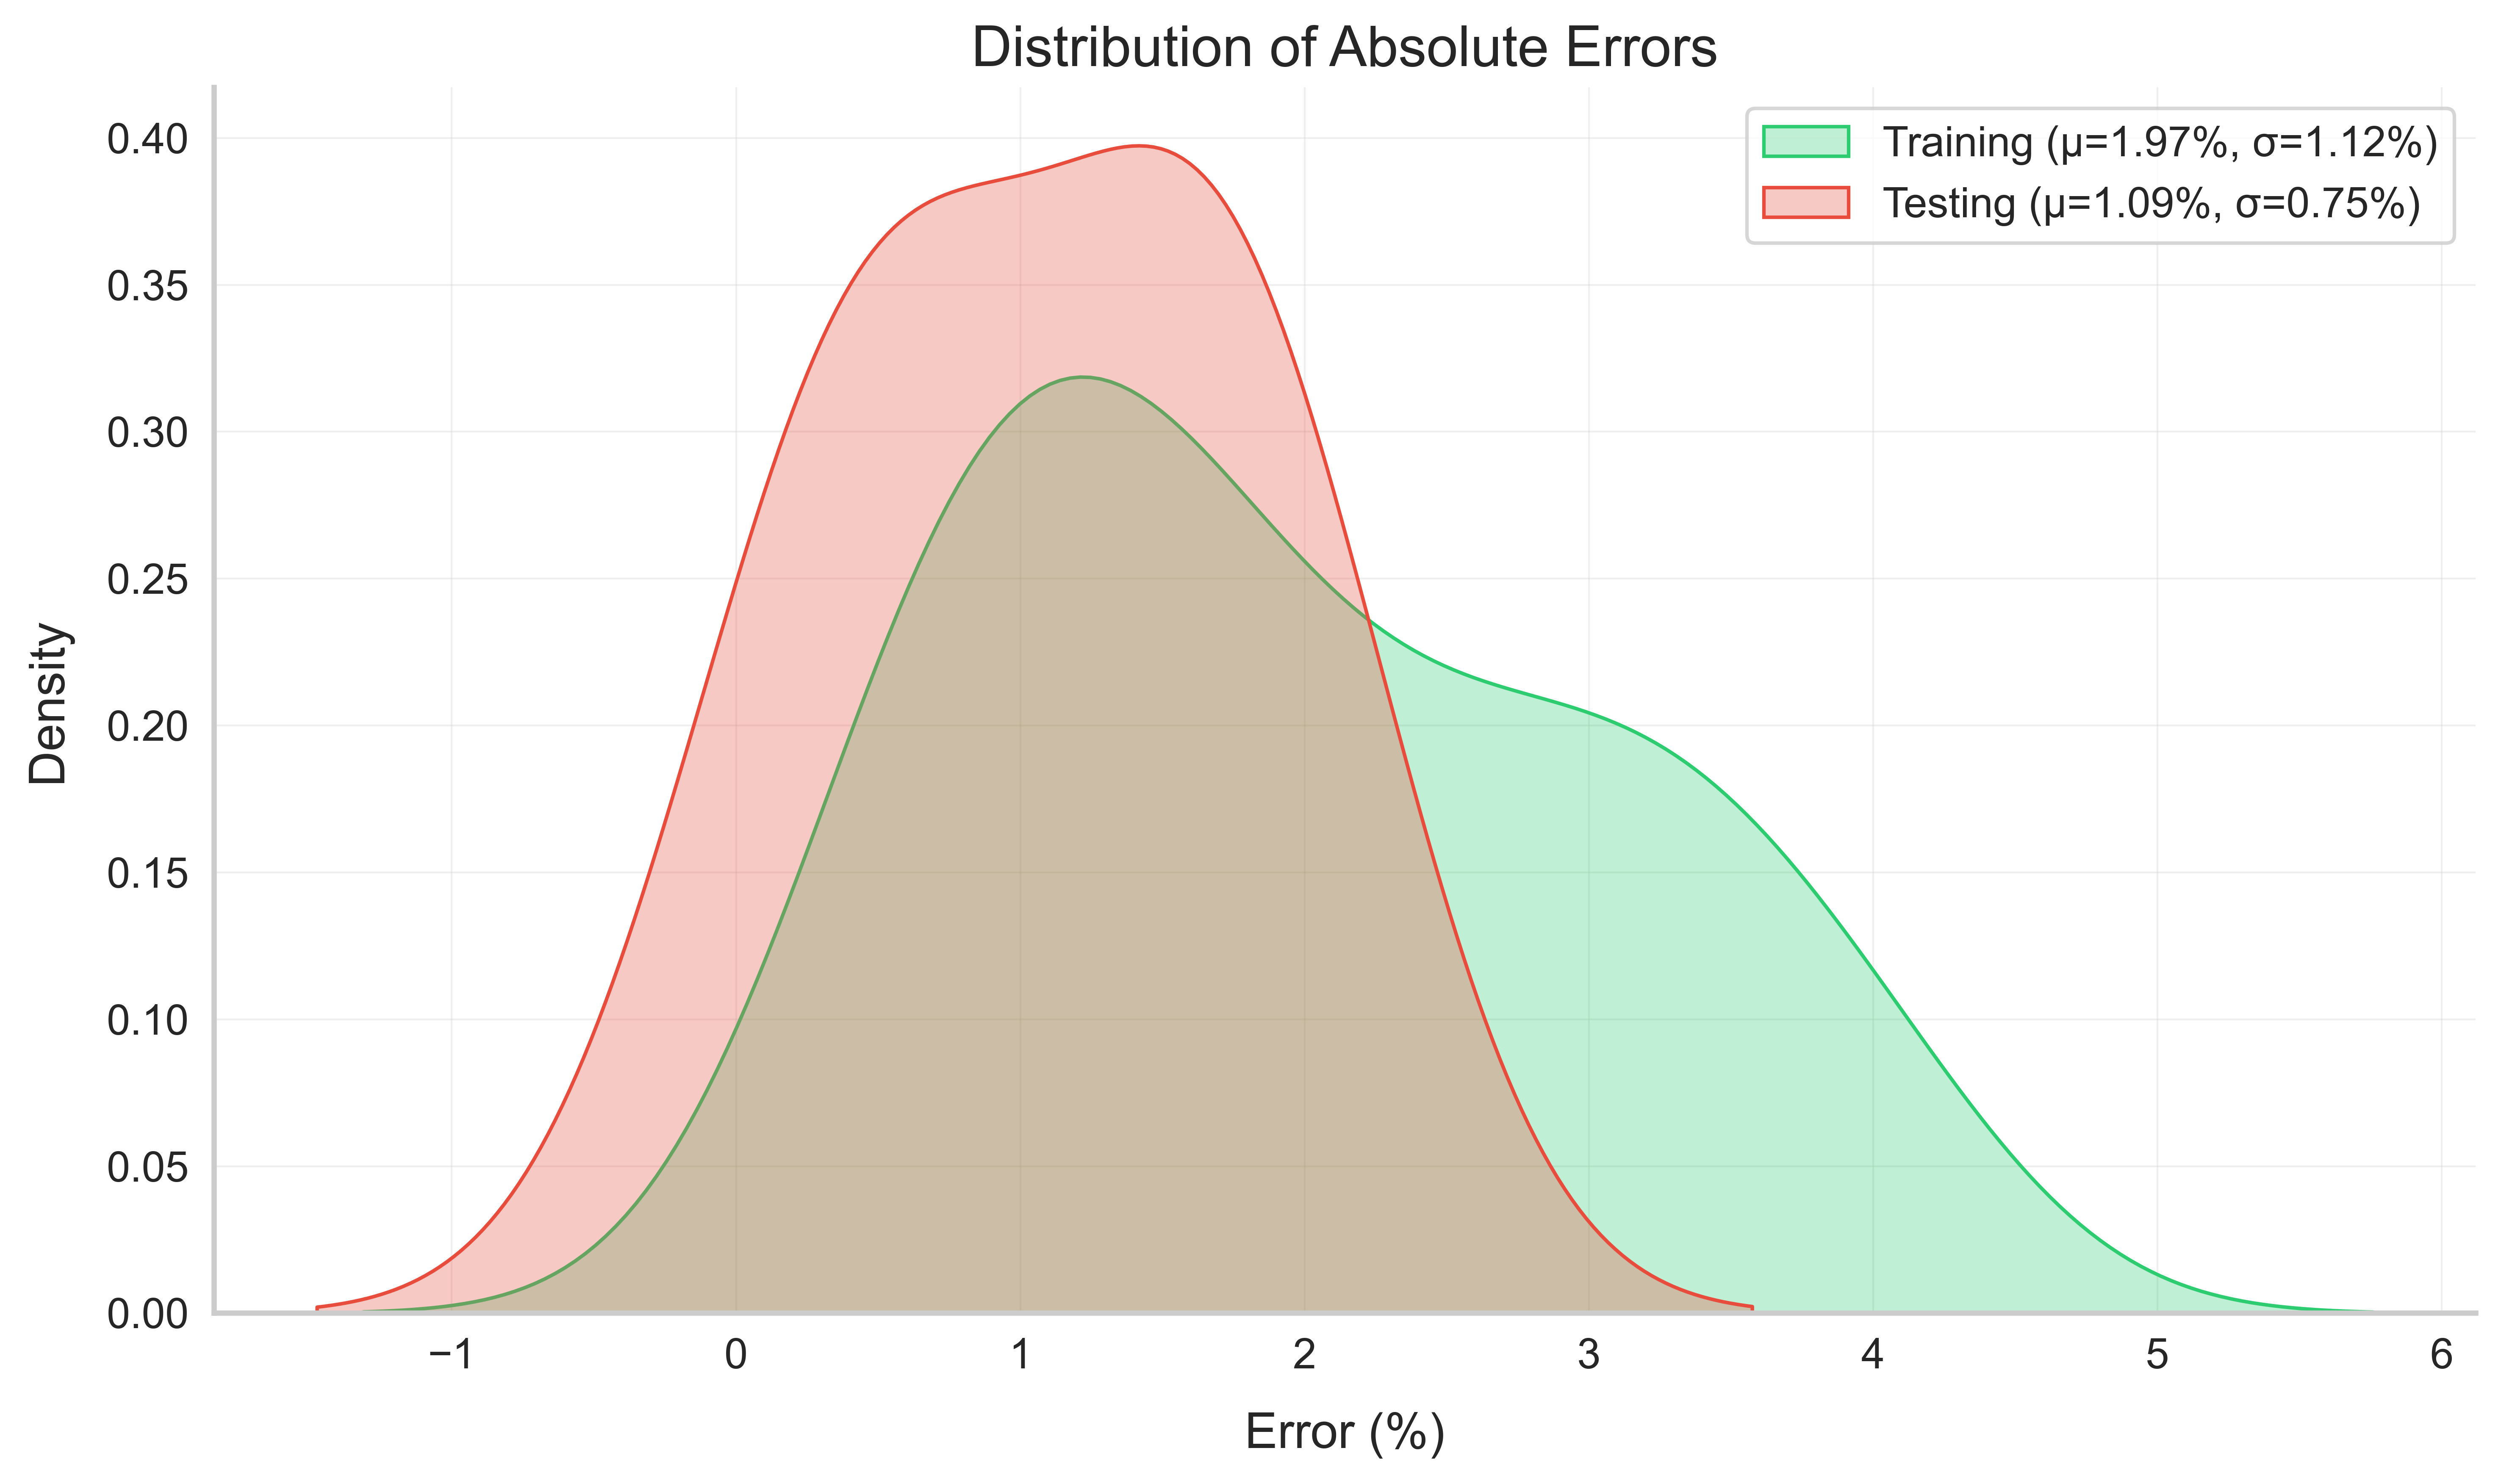 Distribution of Absolute Errors
Training (μ=1.97%, σ=1.12%)
Testing (μ=1.09%, σ=0.75%)
0.40
0.35
0.30
0.25
0.20
0.15
0.10
0.05
0.00
Density
−1 0 1 2 3 4 5 6
Error (%)